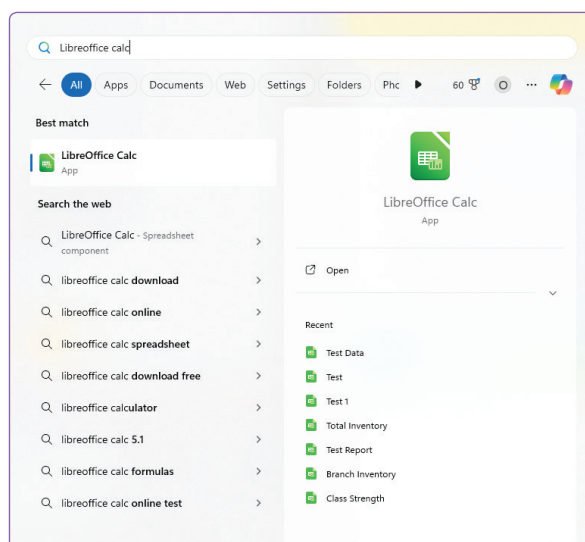 Libreoffice calc
All Apps Documents Web Settings Folders Phc 60 O ...
Best match
LibreOffice Calc
App
Search the web
LibreOffice Calc - Spreadsheet
component
libreoffice calc download
libreoffice calc online
libreoffice calc spreadsheet
libreoffice calc download free
libreoffice calculator
libreoffice calc 5.1
libreoffice calc formulas
libreoffice calc online test
LibreOffice Calc
App
Open
Recent
Test Data
Test
Test 1
Total Inventory
Test Report
Branch Inventory
Class Strength